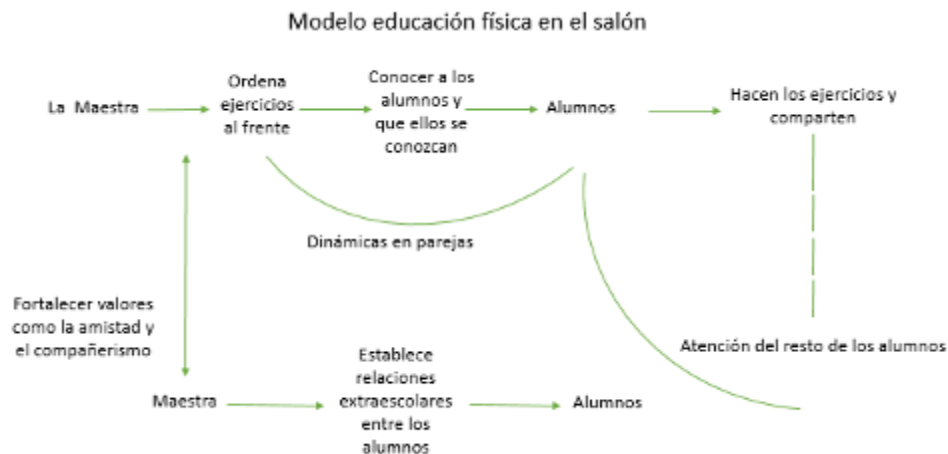 Modelo educación física en el salón
La Maestra
Ordena
ejercicios
al frente
Conocer a los
alumnos y
que ellos se
conozcan
Alumnos
Hacen los ejercicios y
comparten
Dinámicas en parejas
Fortalecer valores
como la amistad y
el compañerismo
Atención del resto de los alumnos
Maestra
Establece
relaciones
extraescolares
entre los
alumnos
Alumnos